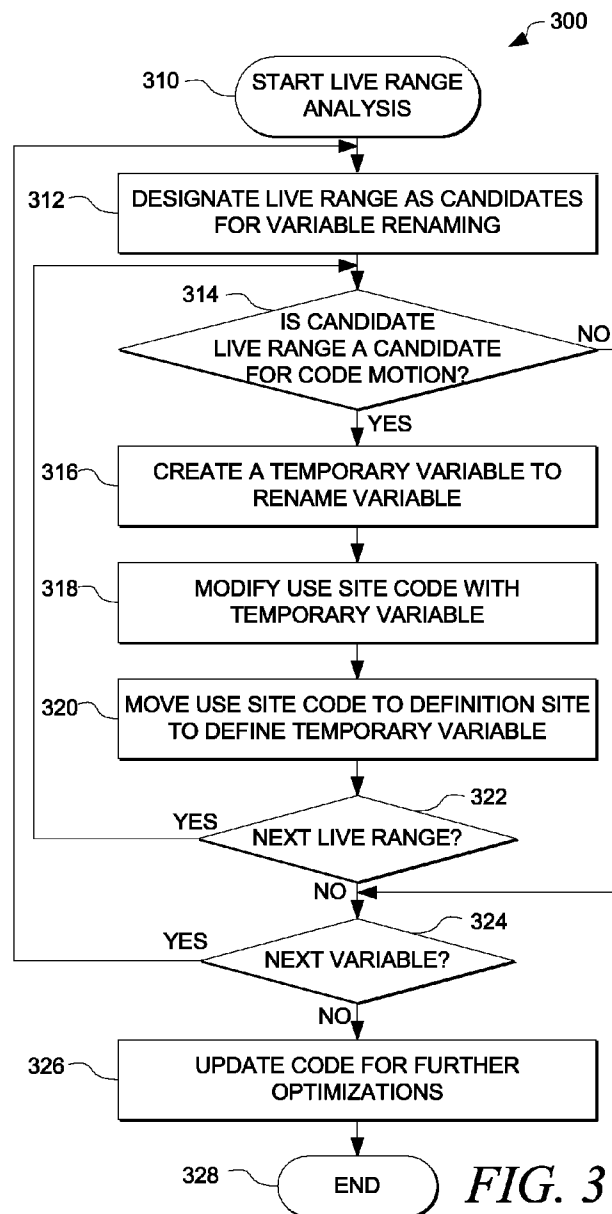 300
310
START LIVE RANGE
ANALYSIS
312
DESIGNATE LIVE RANGE AS CANDIDATES
FOR VARIABLE RENAMING
314
IS CANDIDATE
LIVE RANGE A CANDIDATE
FOR CODE MOTION?
NO
YES
316
CREATE A TEMPORARY VARIABLE TO
RENAME VARIABLE
318
MODIFY USE SITE CODE WITH
TEMPORARY VARIABLE
320
MOVE USE SITE CODE TO DEFINITION SITE
TO DEFINE TEMPORARY VARIABLE
322
YES
NEXT LIVE RANGE?
NO
324
YES
NEXT VARIABLE?
NO
326
UPDATE CODE FOR FURTHER
OPTIMIZATIONS
328
END
FIG. 3